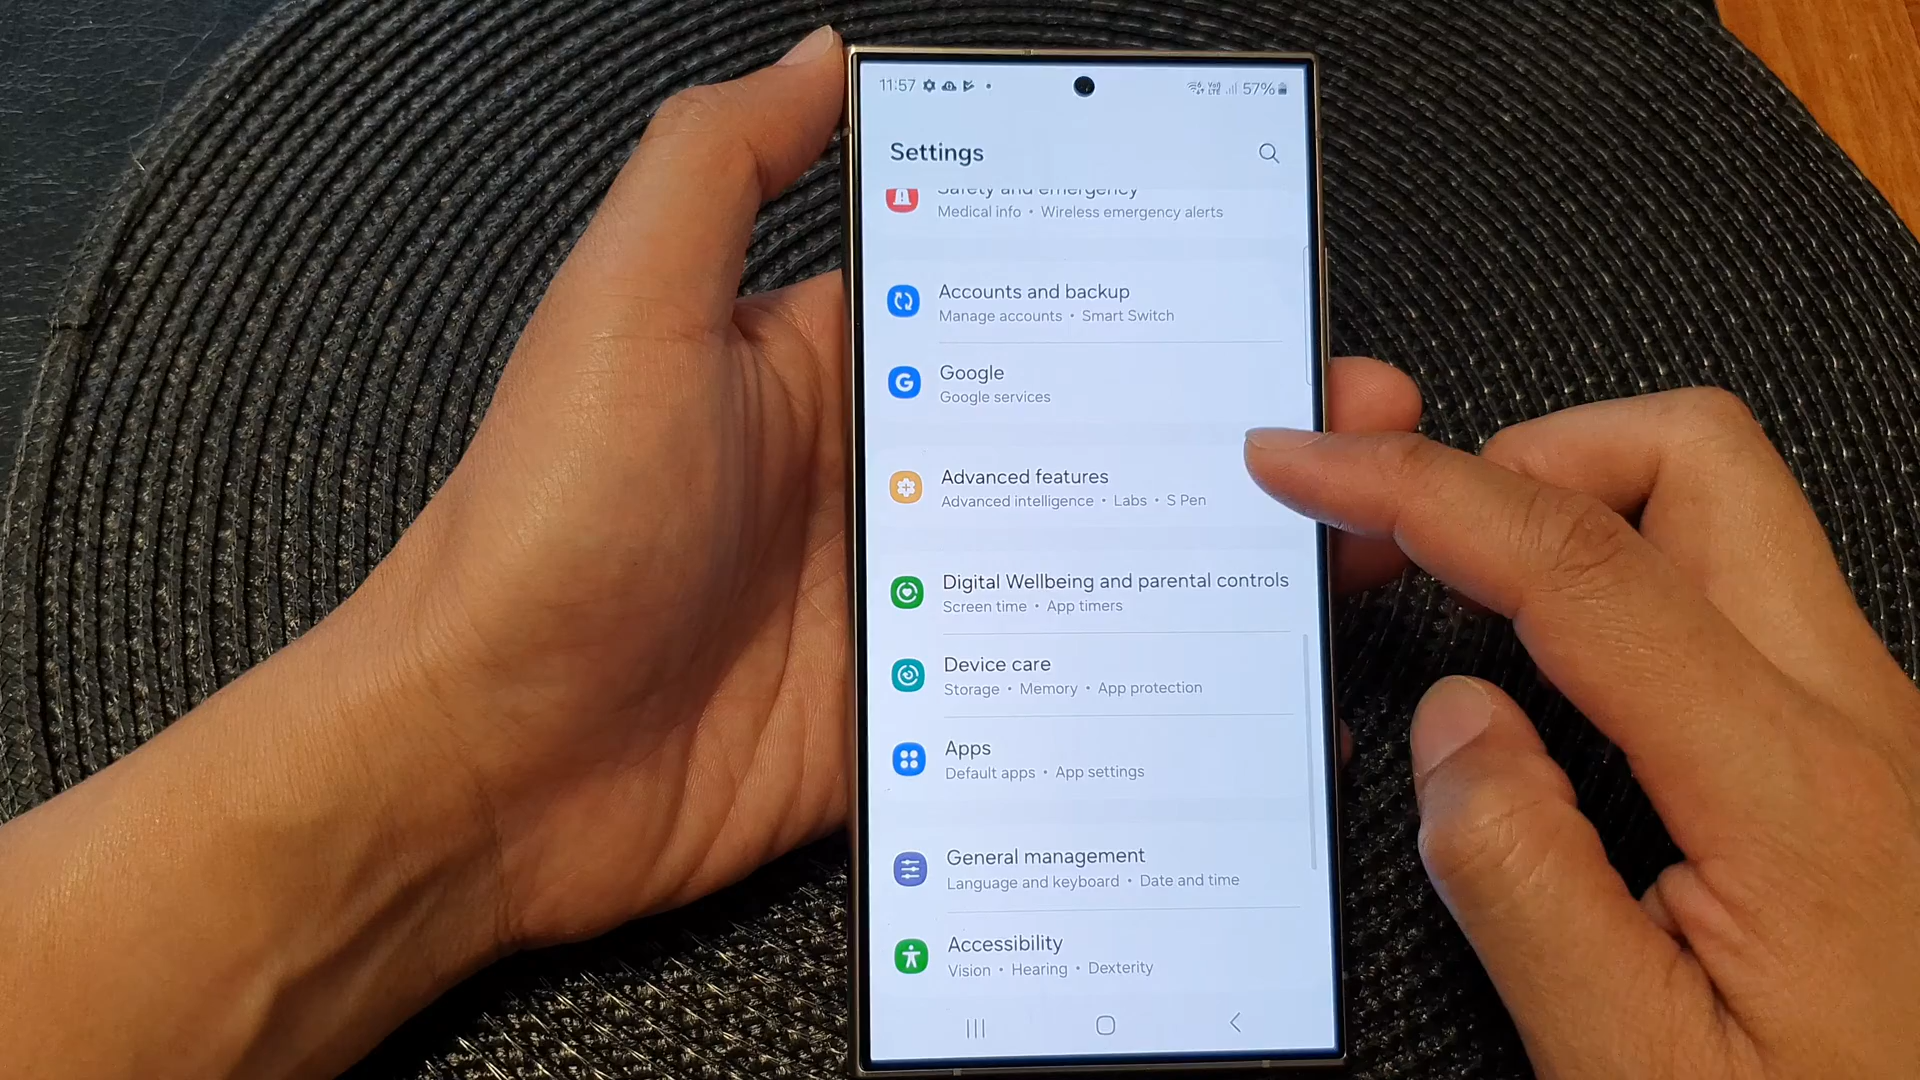 11:57 57%
Settings
Safety and emergency
Medical info • Wireless emergency alerts
Accounts and backup
Manage accounts • Smart Switch
G Google
Google services
Advanced features
Advanced intelligence • Labs • S Pen
Digital Wellbeing and parental controls
Screen time • App timers
Device care
Storage • Memory • App protection
Apps
Default apps • App settings
General management
Language and keyboard • Date and time
Accessibility
Vision • Hearing • Dexterity